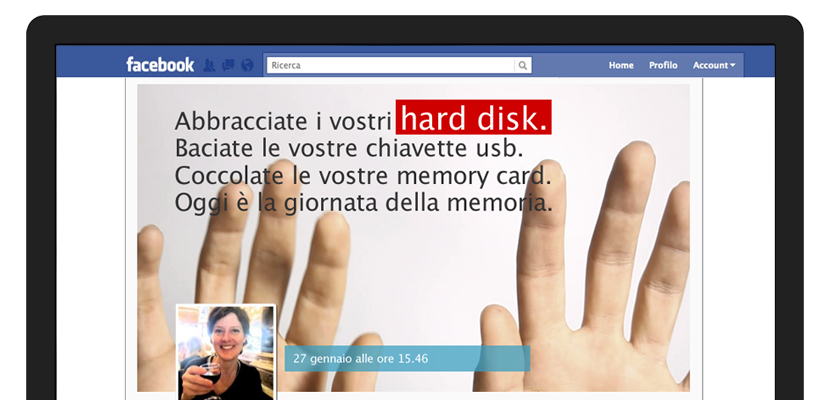 facebook Ricerca Home Profilo Account
Abbracciate i vostri hard disk.
Baciate le vostre chiavette usb.
Coccolate le vostre memory card.
Oggi è la giornata della memoria.
27 gennaio alle ore 15.46